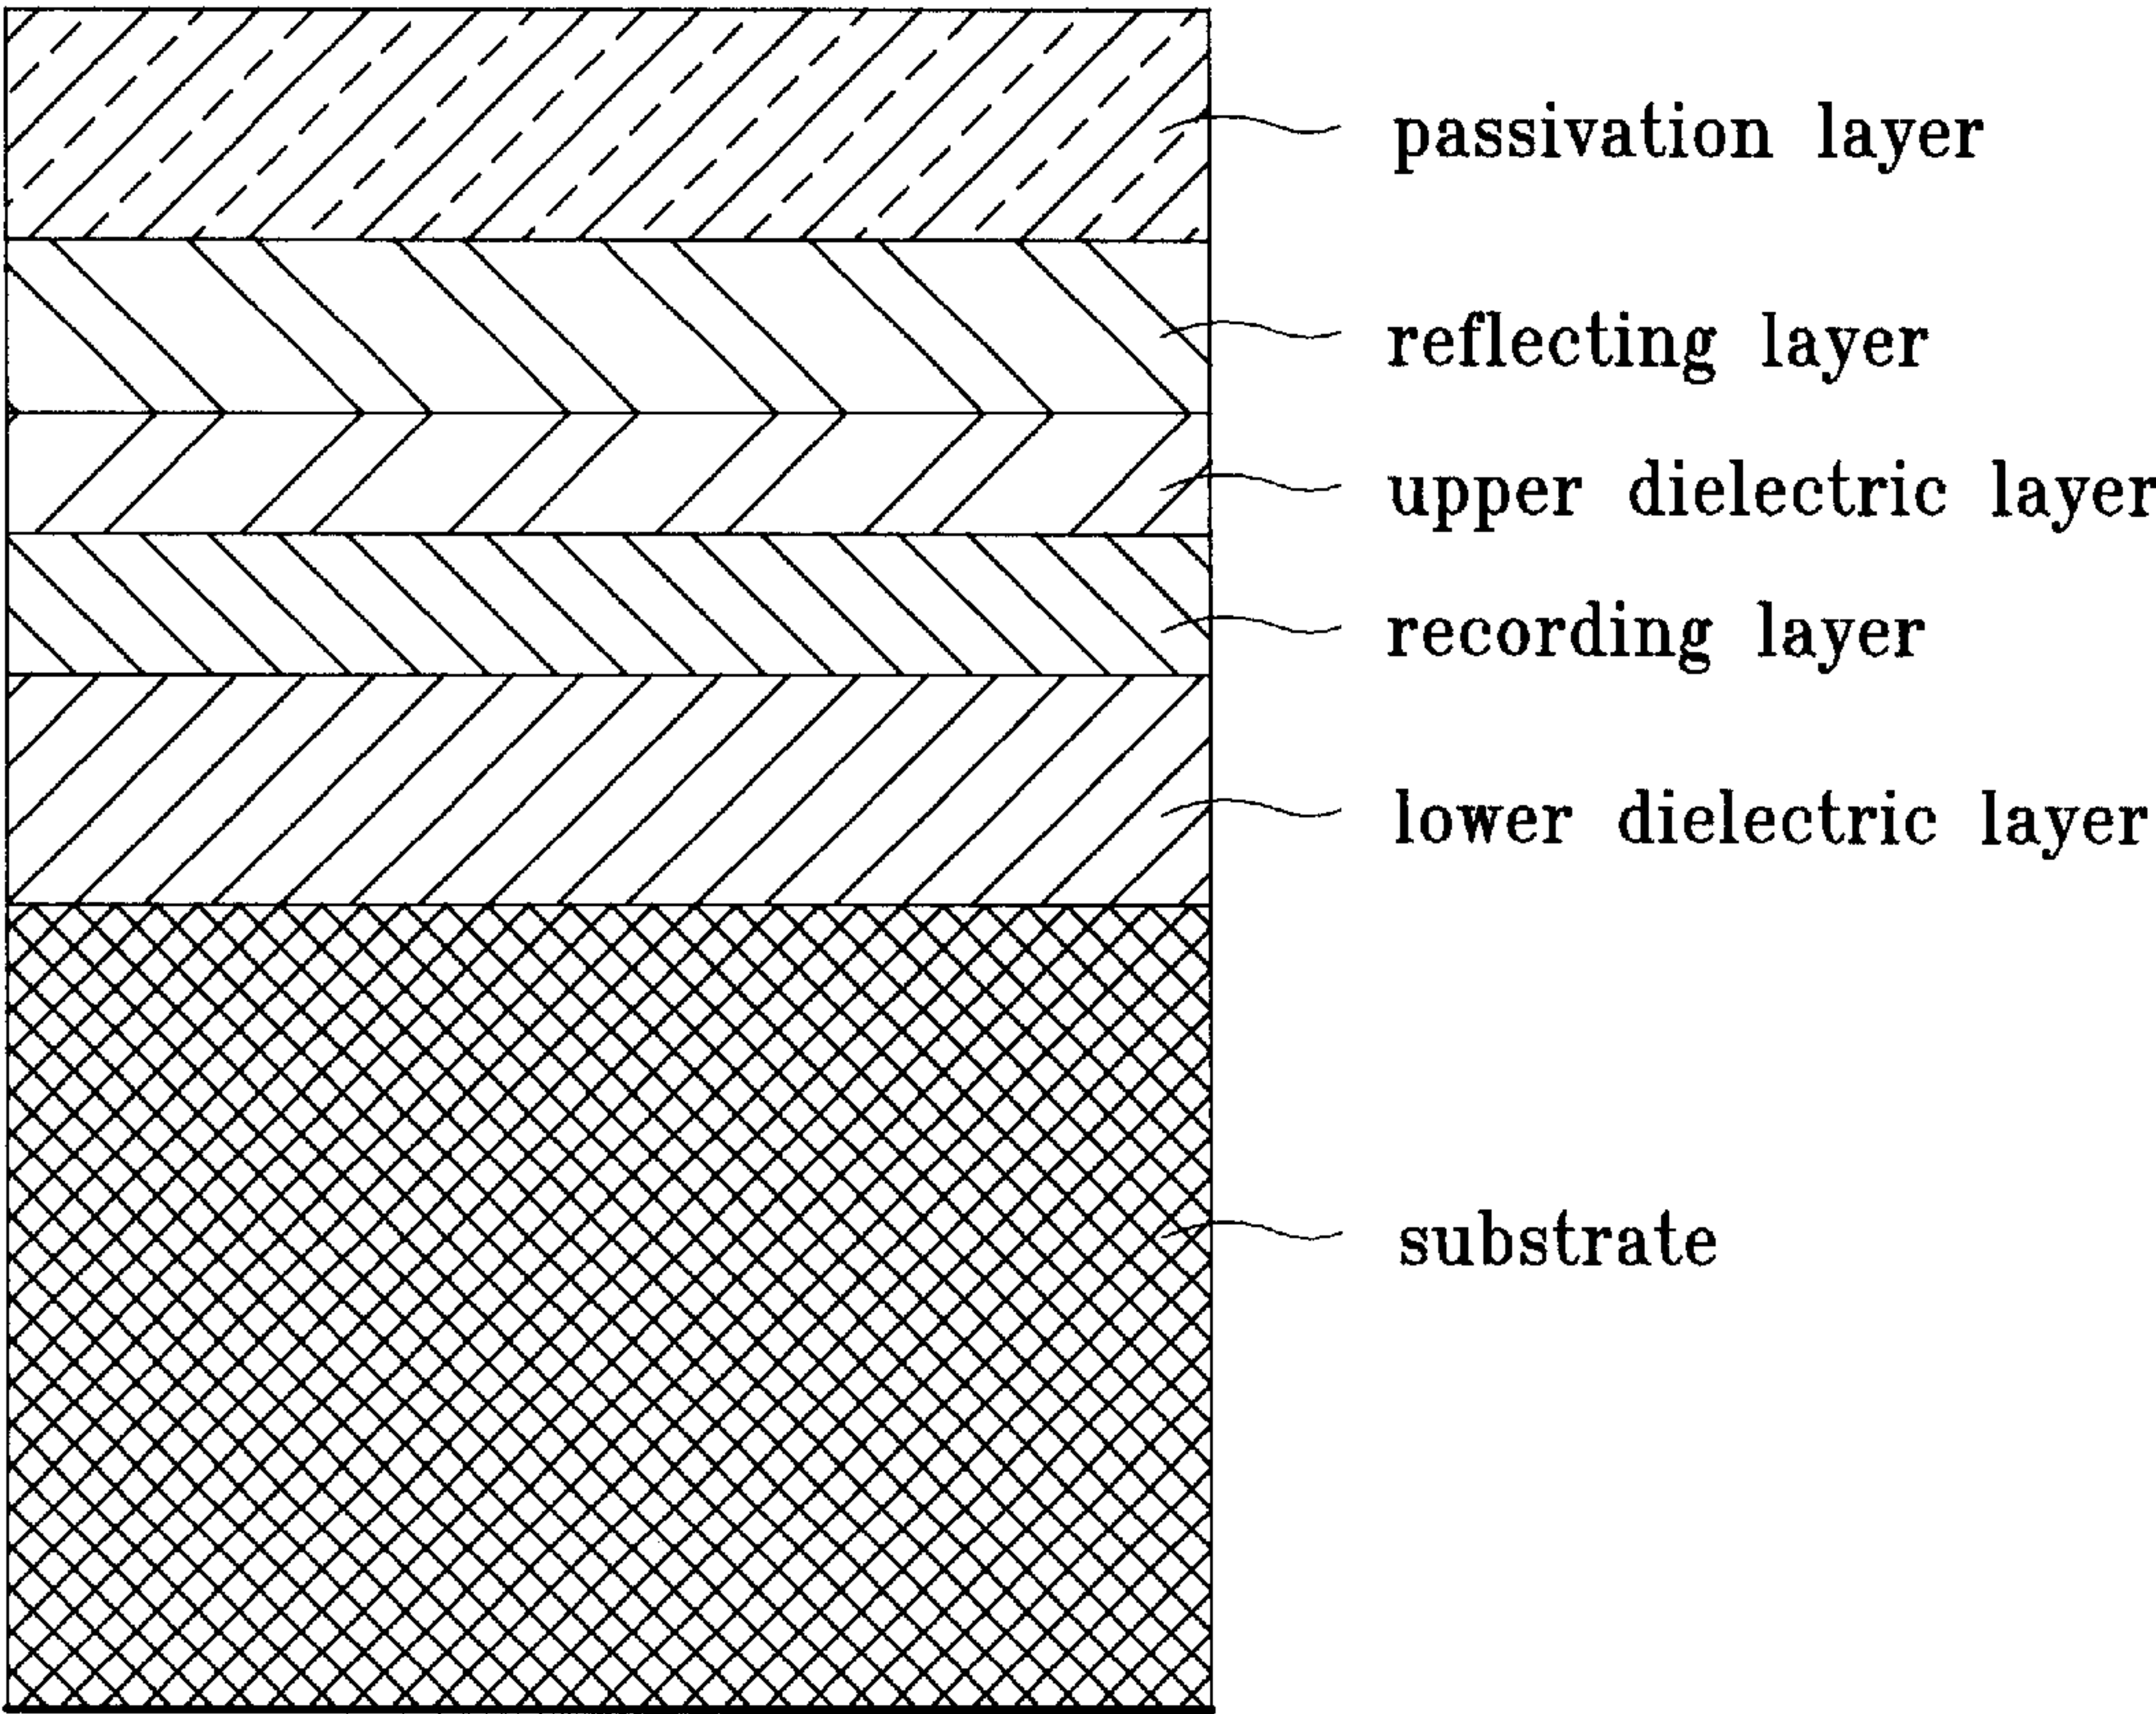 passivation layer
reflecting layer
upper dielectric layer
recording layer
lower dielectric layer
substrate